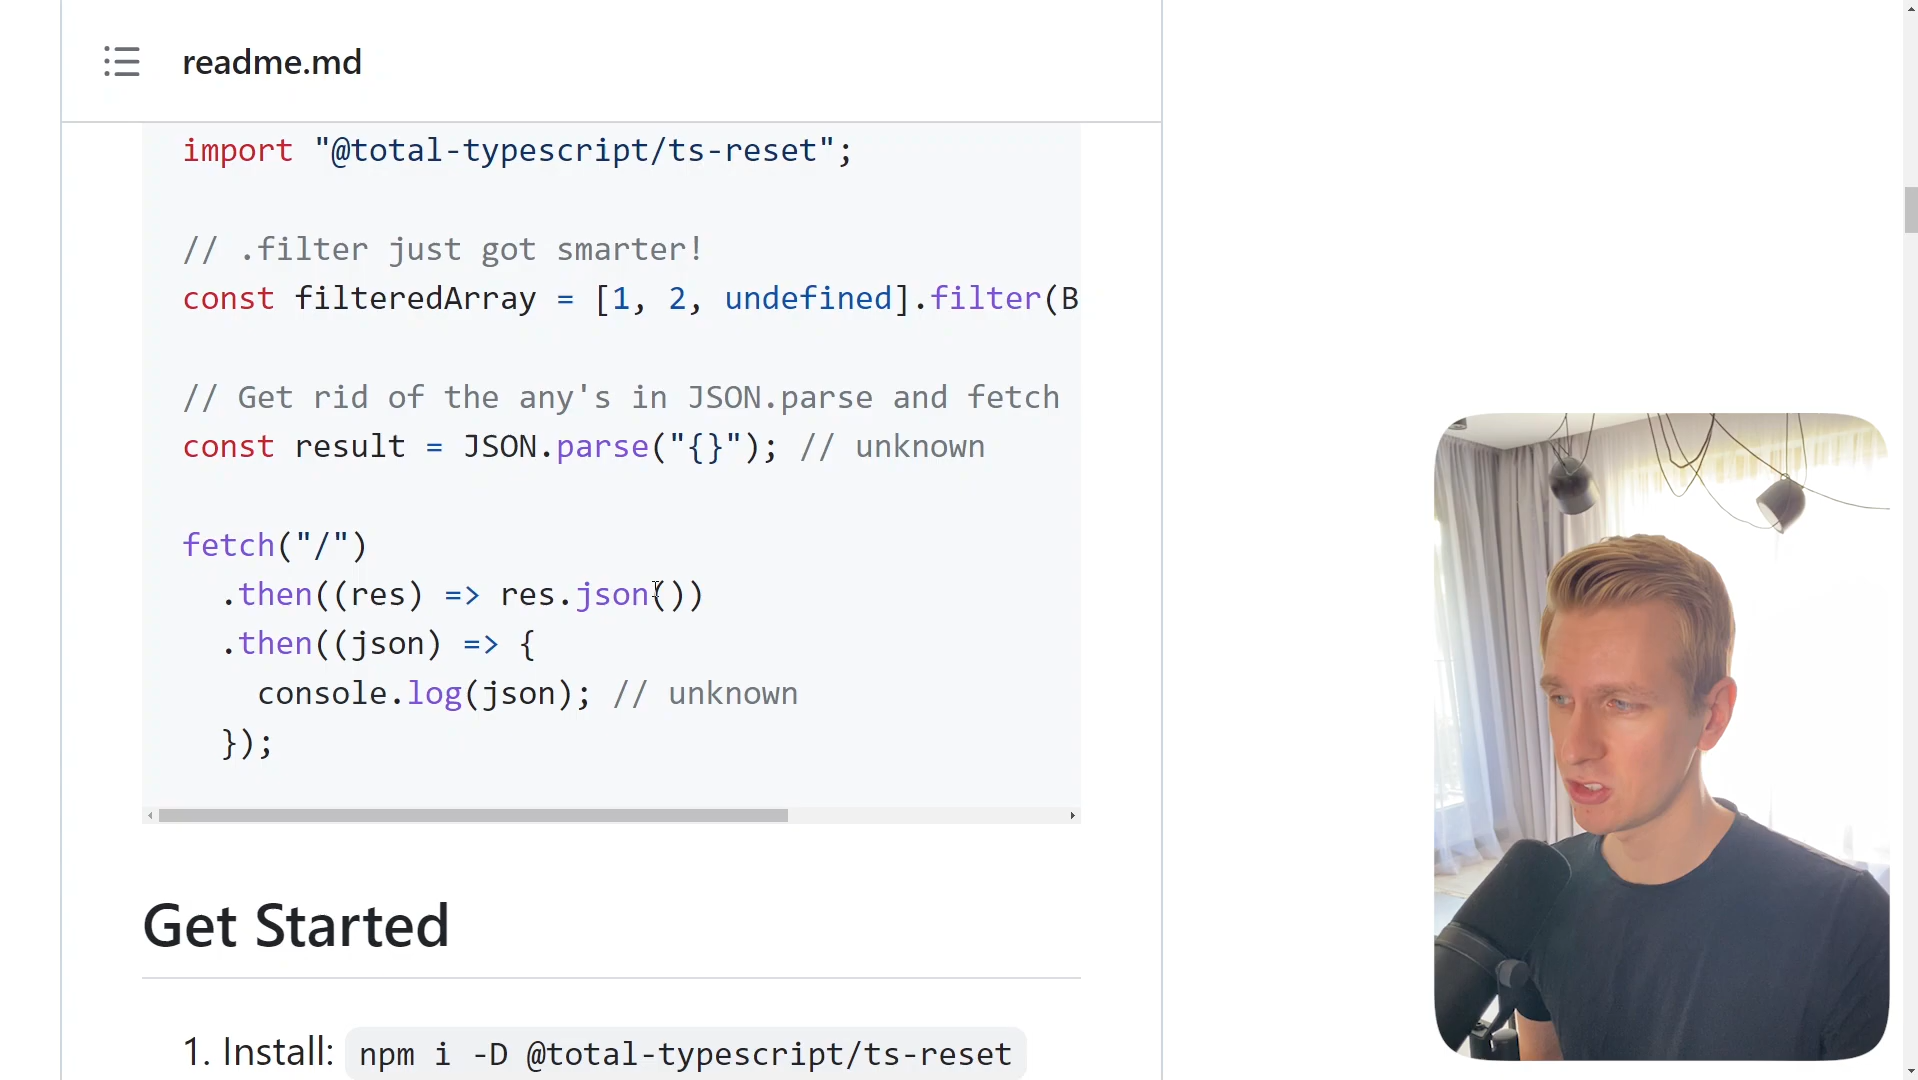 readme.md
import "@total-typescript/ts-reset";
// .filter just got smarter!
const filteredArray = [1, 2, undefined].filter(B
// Get rid of the any's in JSON.parse and fetch
const result = JSON.parse("{}"); // unknown
fetch("/")
.then((res) => res.json())
.then((json) => {
console.log(json); // unknown
});
Get Started
1. Install: npm i -D @total-typescript/ts-reset